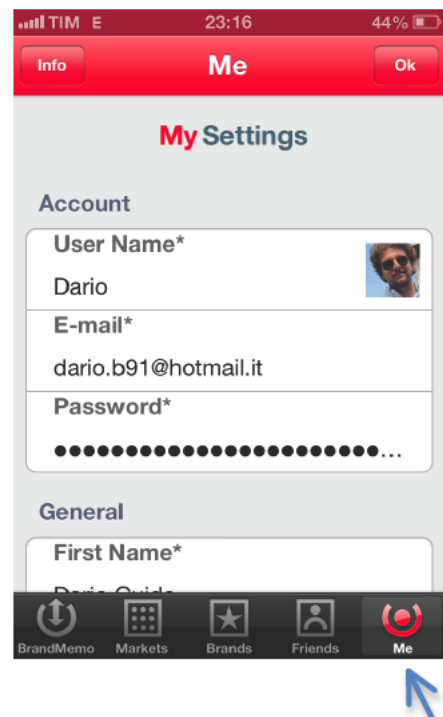 TIM E 23:16 44%
Info Me Ok
My Settings
Account
User Name*
Dario
E-mail*
dario.b91@hotmail.it
Password*
●●●●●●●●●●●●●●●●●●●●●●●...
General
First Name*
BrandMemo Markets Brands Friends Me